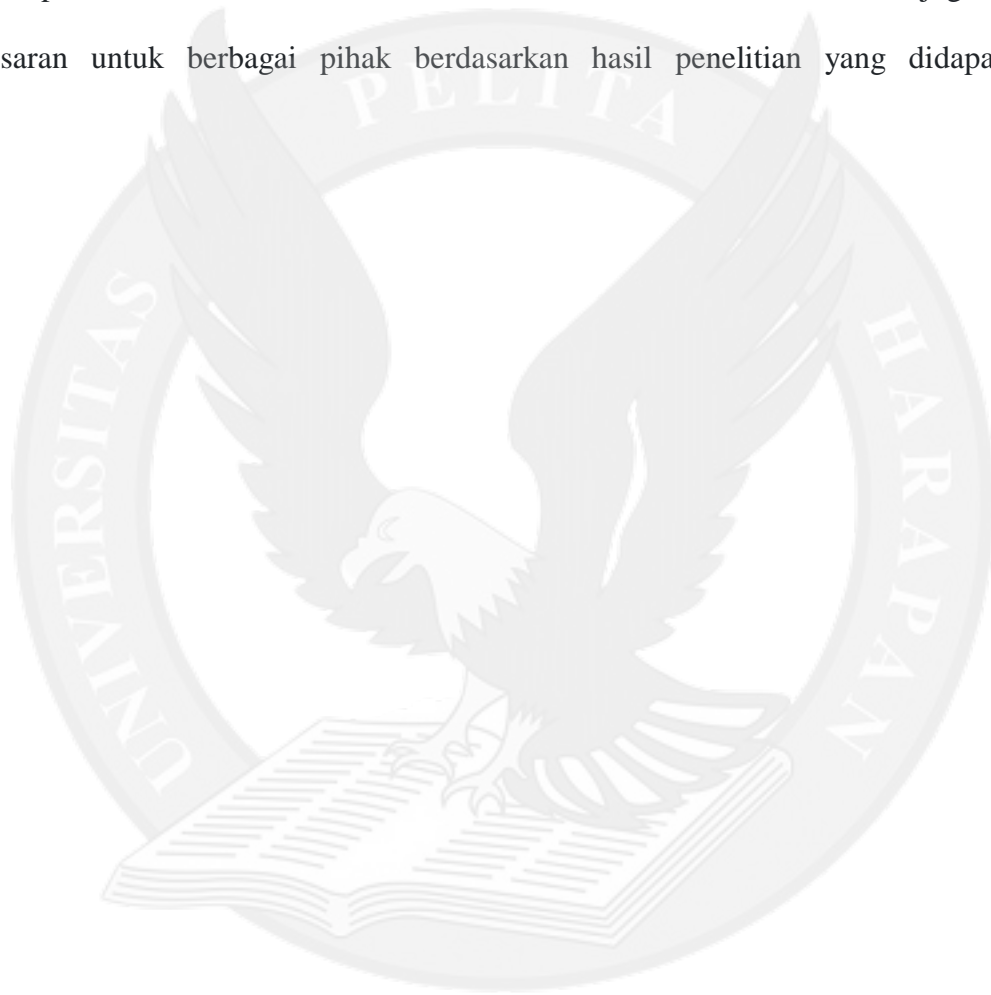 saran untuk berbagai pihak berdasarkan hasil penelitian yang didapa
PELITA
UNIVERSITAS
HARAPAN